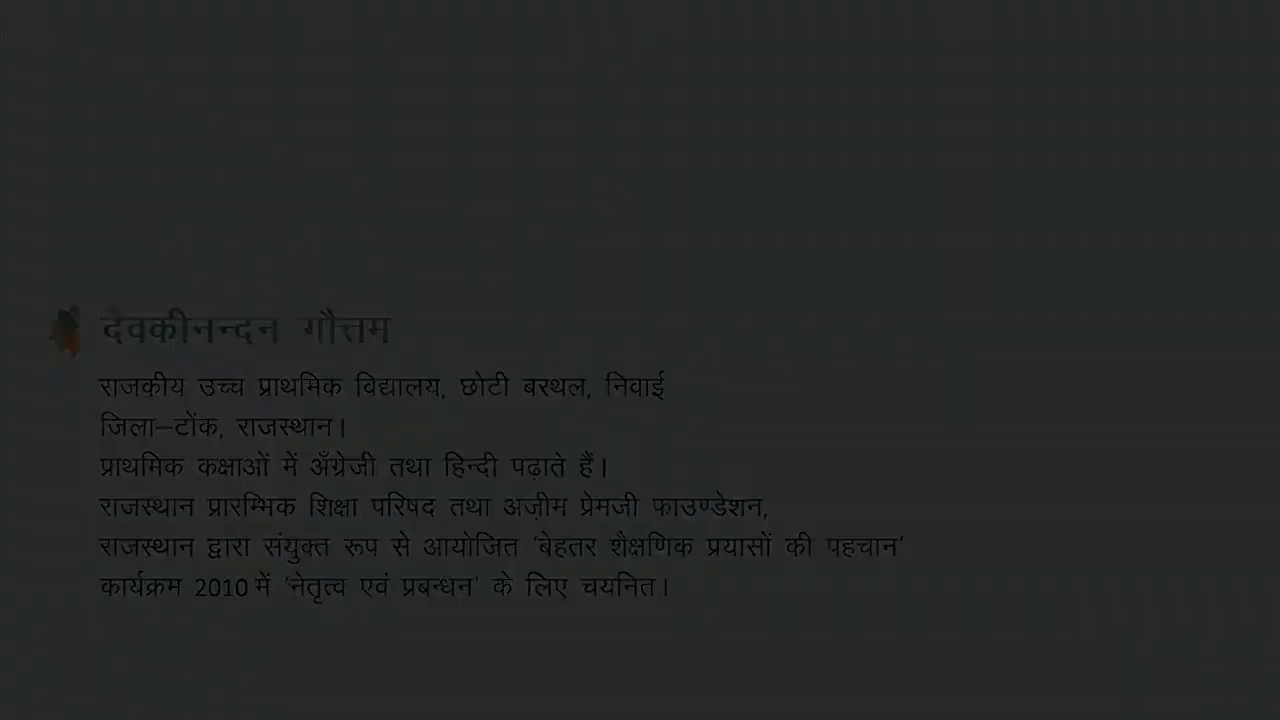 देवकीनन्दन गौत्तम
राजकीय उच्च प्राथमिक विद्यालय, छोटी बरथल, निवाई
जिला–टोंक, राजस्थान।
प्राथमिक कक्षाओं में अँग्रेजी तथा हिन्दी पढ़ाते हैं।
राजस्थान प्रारम्भिक शिक्षा परिषद तथा अज़ीम प्रेमजी फाउण्डेशन,
राजस्थान द्वारा संयुक्त रूप से आयोजित 'बेहतर शैक्षणिक प्रयासों की पहचान'
कार्यक्रम 2010 में 'नेतृत्व एवं प्रबन्धन' के लिए चयनित।